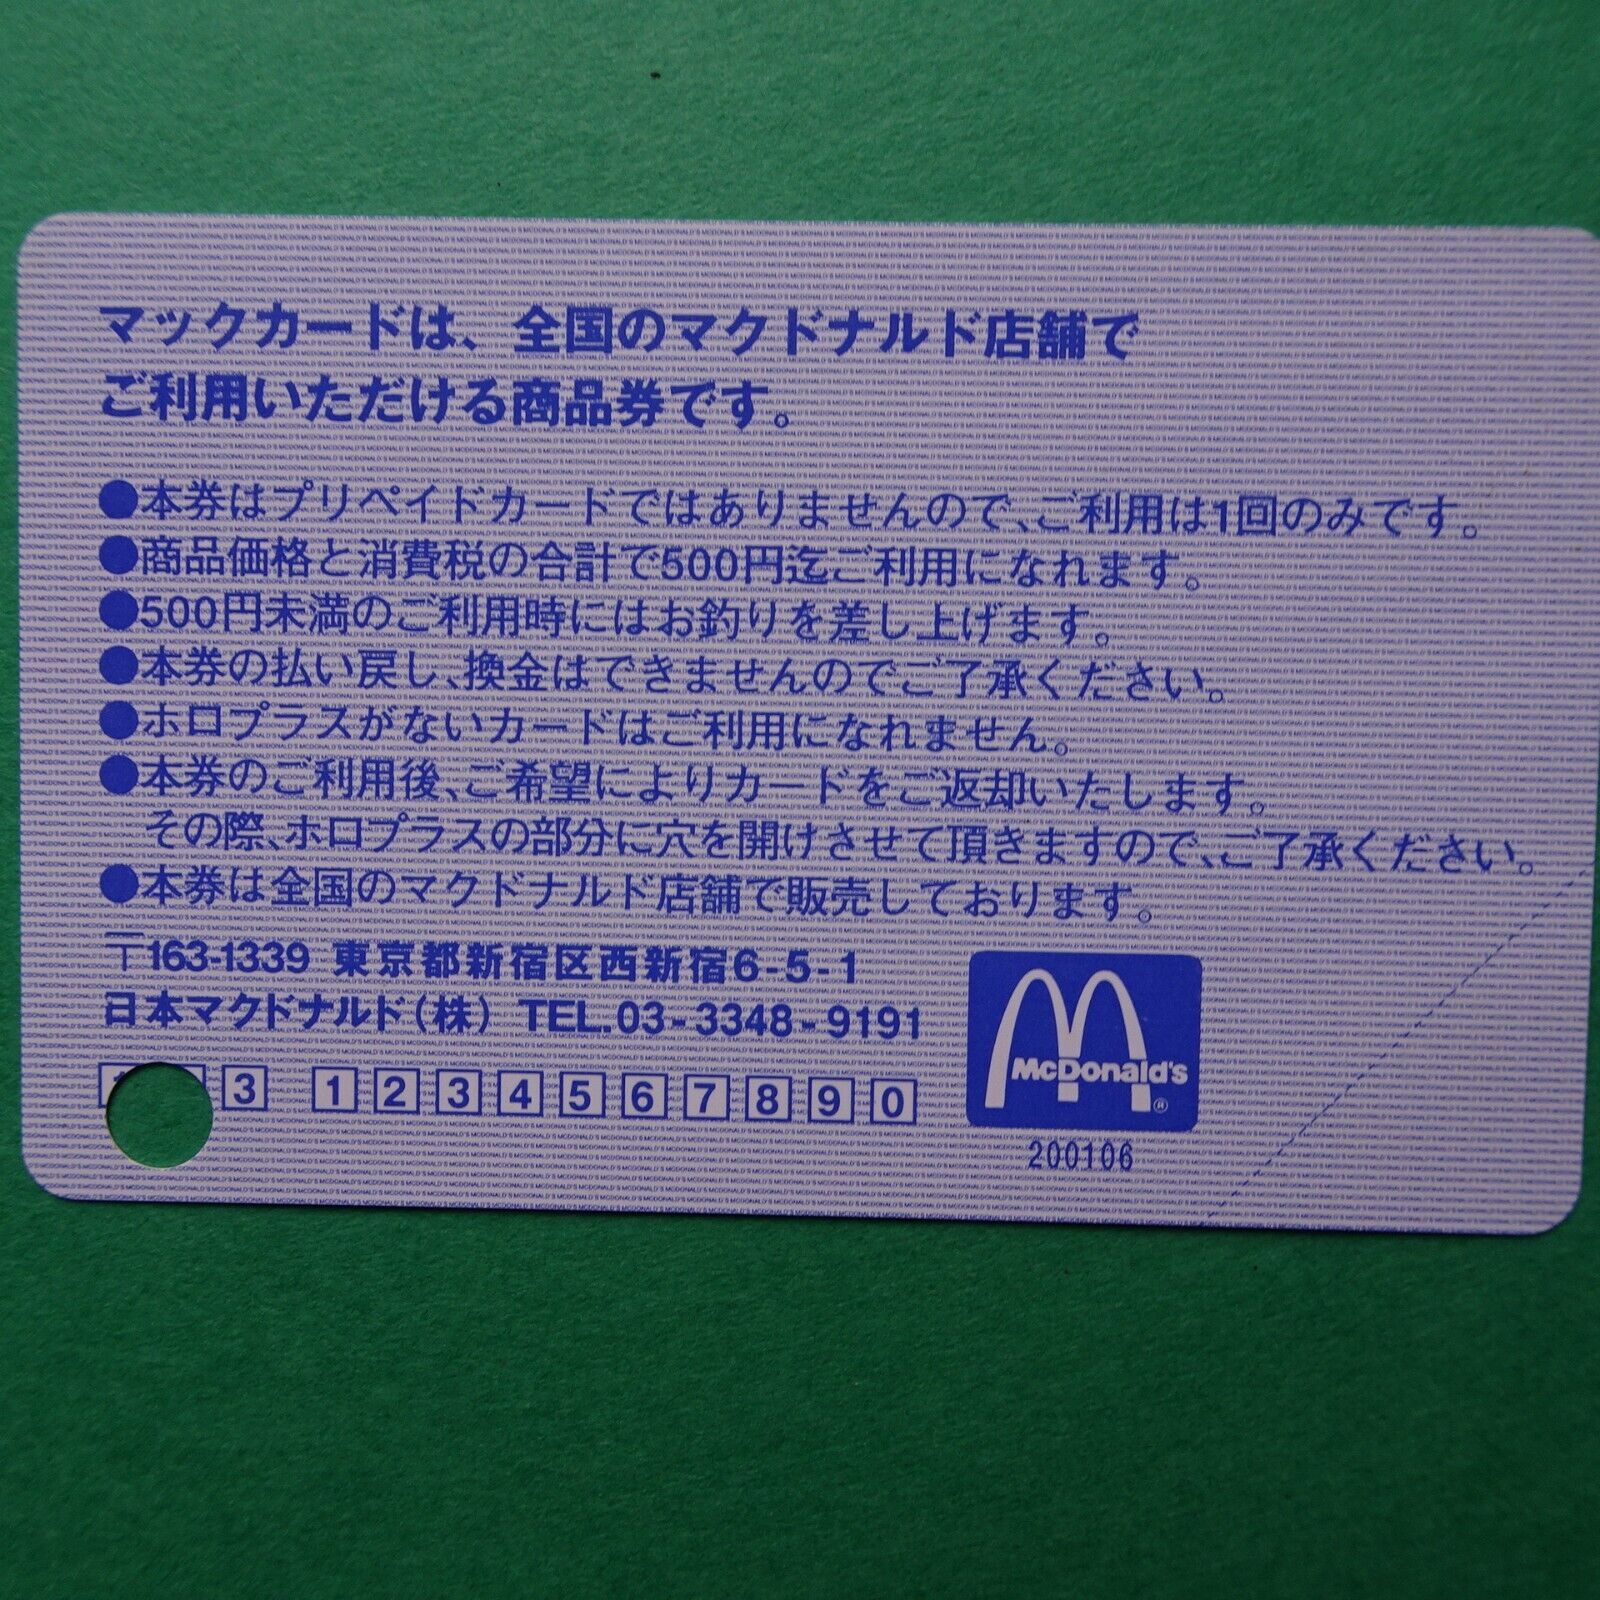 マックカードは、全国のマクドナルド店舗で
ご利用いただける商品券です。
●本券はプリペイドカードではありませんので、ご利用は1回のみです。
●商品価格と消費税の合計で500円迄ご利用になれます。
●500円未満のご利用時にはお釣りを差し上げます。
●本券の払い戻し、換金はできませんのでご了承ください。
●ホロプラスがないカードはご利用になれません。
●本券のご利用後、ご希望によりカードをご返却いたします。
その際、ホロプラスの部分に穴を開けさせて頂きますので、ご了承ください。
●本券は全国のマクドナルド店舗で販売しております。
〒163-1339 東京都新宿区西新宿6-5-1
日本マクドナルド(株) TEL.03-3348-9191
3 1 2 3 4 5 6 7 8 9 0
McDonald's ®
200106